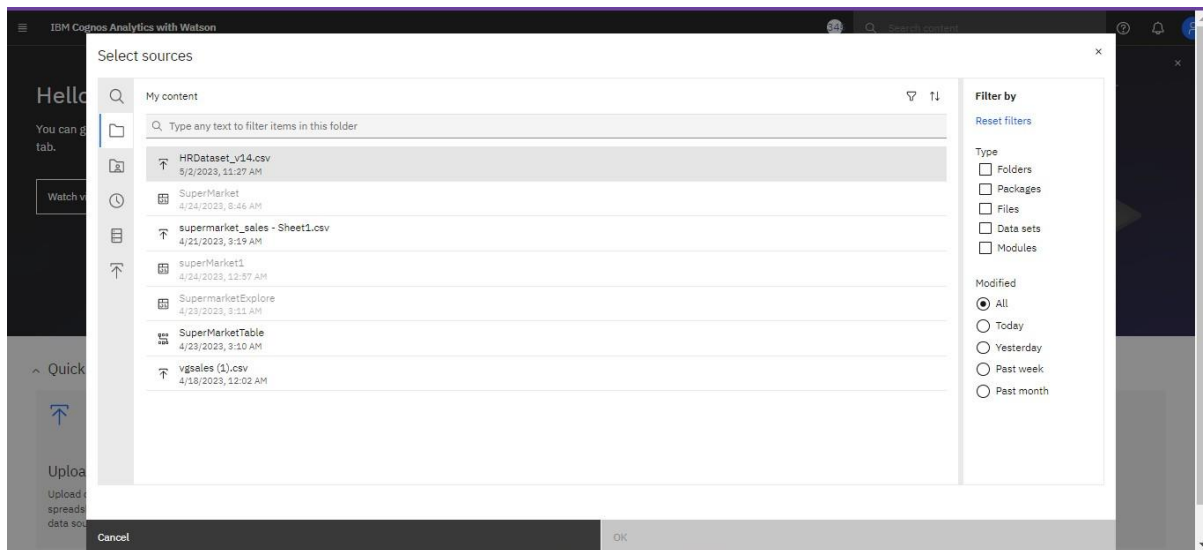 IBM Cognos Analytics with Watson
Search content
Select sources
Hello
You can g
tab.
Watch vi
My content
Type any text to filter items in this folder
HRDataset_v14.csv
5/2/2023, 11:27 AM
SuperMarket
4/24/2023, 8:46 AM
supermarket_sales - Sheet1.csv
4/21/2023, 3:19 AM
superMarket1
4/24/2023, 12:57 AM
SupermarketExplore
4/23/2023, 3:11 AM
SuperMarketTable
4/23/2023, 3:10 AM
vgsales (1).csv
4/18/2023, 12:02 AM
Filter by
Reset filters
Type
Folders
Packages
Files
Data sets
Modules
Modified
All
Today
Yesterday
Past week
Past month
Quick
Uploa
Upload
spreads
data sou
Cancel
OK